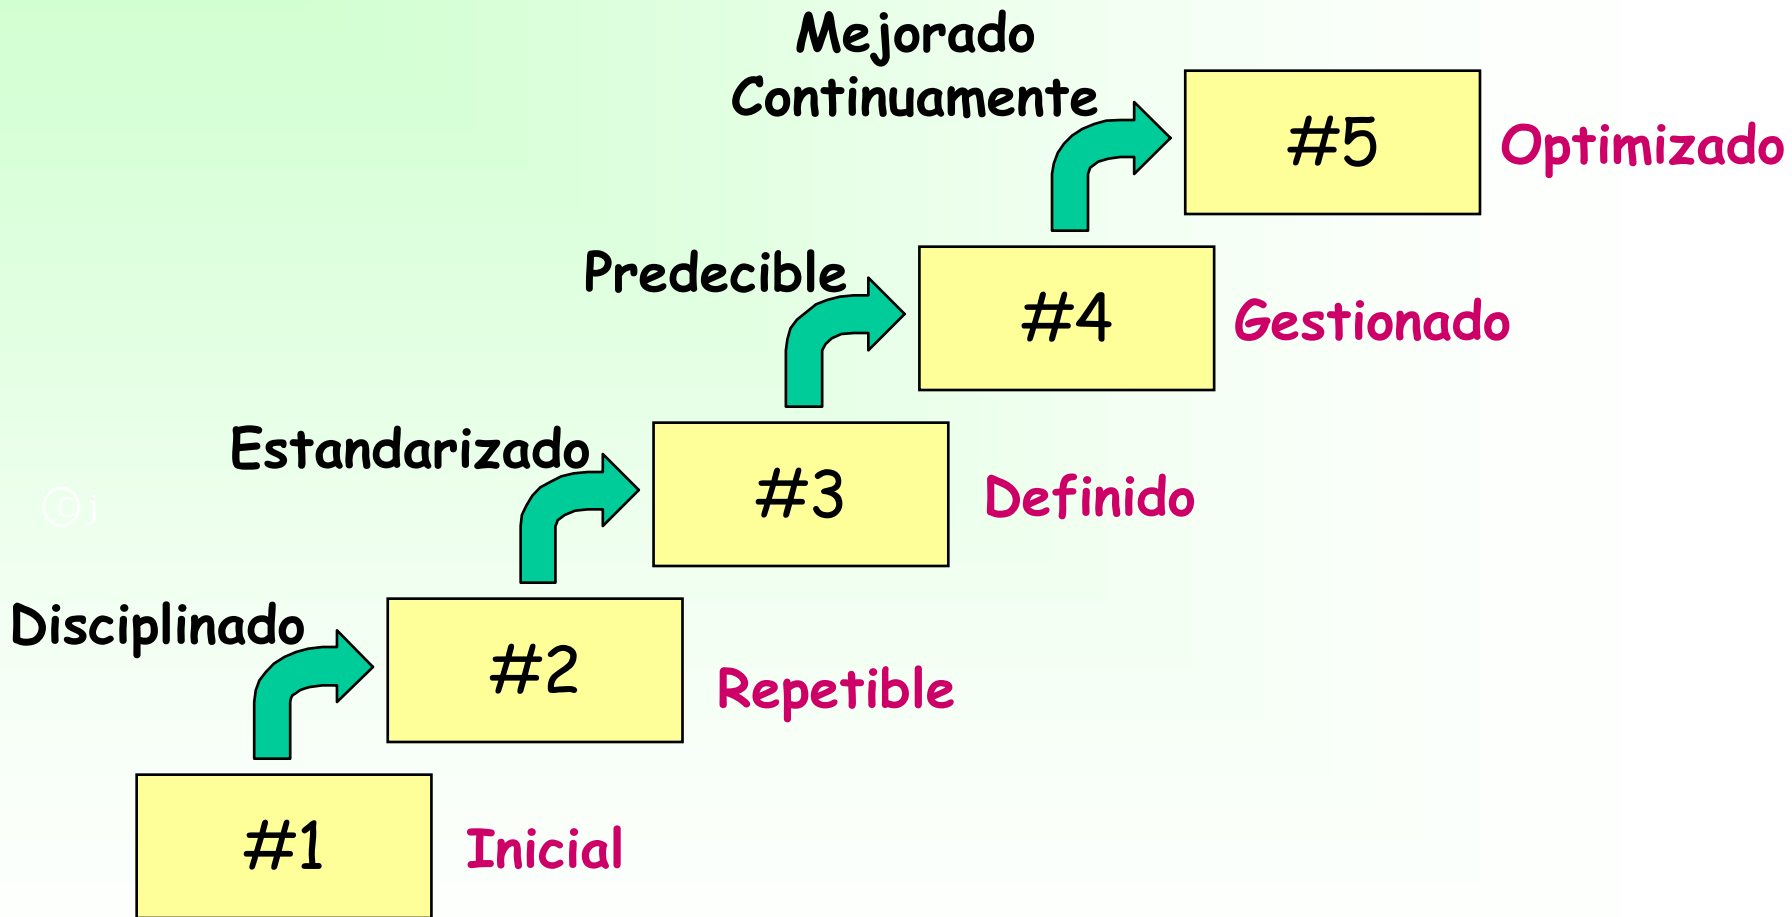 Mejorado
Continuamente
#5
Optimizado
Predecible
#4
Gestionado
Estandarizado
#3
Definido
© j
Disciplinado
#2
Repetible
#1
Inicial